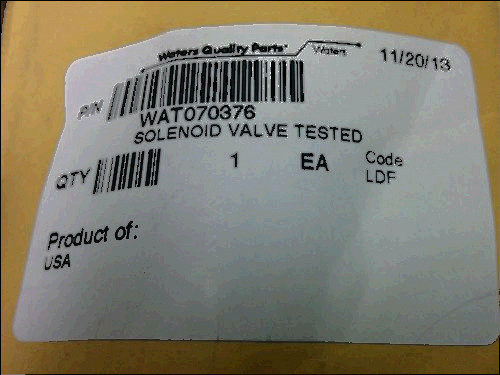 Waters Quality Parts Waters 11/20/13
P/N
WAT070376
SOLENOID VALVE TESTED
QTY 1 EA Code
LDF
Product of:
USA